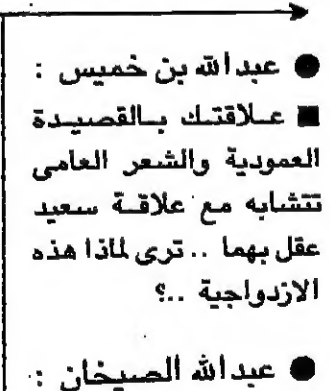 ● عبدالله بن خميس :
■ علاقتك بالقصيدة
العمودية والشعر العامى
تتشابه مع علاقة سعيد
عقل بهما .. ترى لماذا هذه
الازدواجية ..؟
● عبدالله الصيخان :